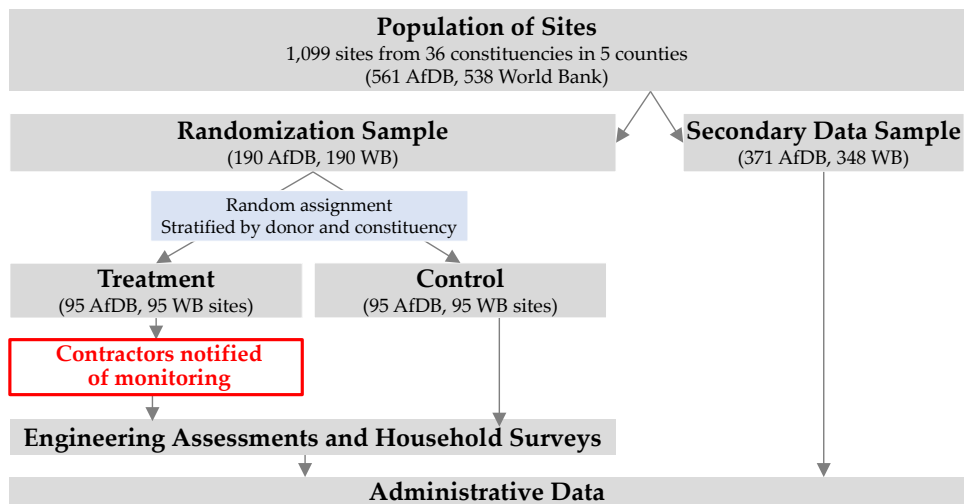 Population of Sites
1,099 sites from 36 constituencies in 5 counties
(561 AfDB, 538 World Bank)
Randomization Sample
(190 AfDB, 190 WB)
Secondary Data Sample
(371 AfDB, 348 WB)
Random assignment
Stratified by donor and constituency
Treatment
(95 AfDB, 95 WB sites)
Control
(95 AfDB, 95 WB sites)
Contractors notified
of monitoring
Engineering Assessments and Household Surveys
Administrative Data